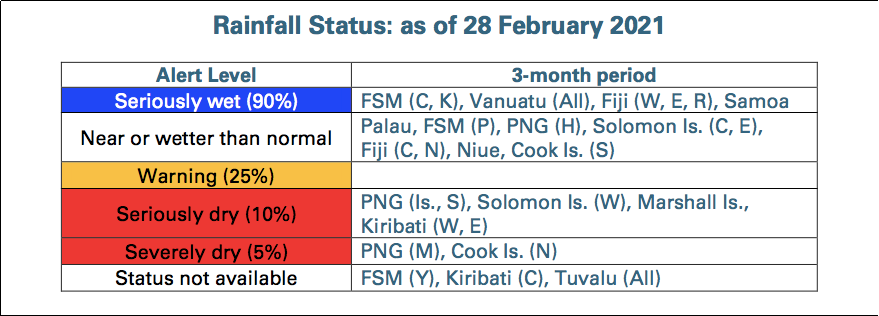 Rainfall Status: as of 28 February 2021
Alert Level 3-month period
Seriously wet (90%) FSM (C, K), Vanuatu (All), Fiji (W, E, R), Samoa
Near or wetter than normal Palau, FSM (P), PNG (H), Solomon Is. (C, E),
Fiji (C, N), Niue, Cook Is. (S)
Warning (25%)
Seriously dry (10%) PNG (Is., S), Solomon Is. (W), Marshall Is.,
Kiribati (W, E)
Severely dry (5%) PNG (M), Cook Is. (N)
Status not available FSM (Y), Kiribati (C), Tuvalu (All)